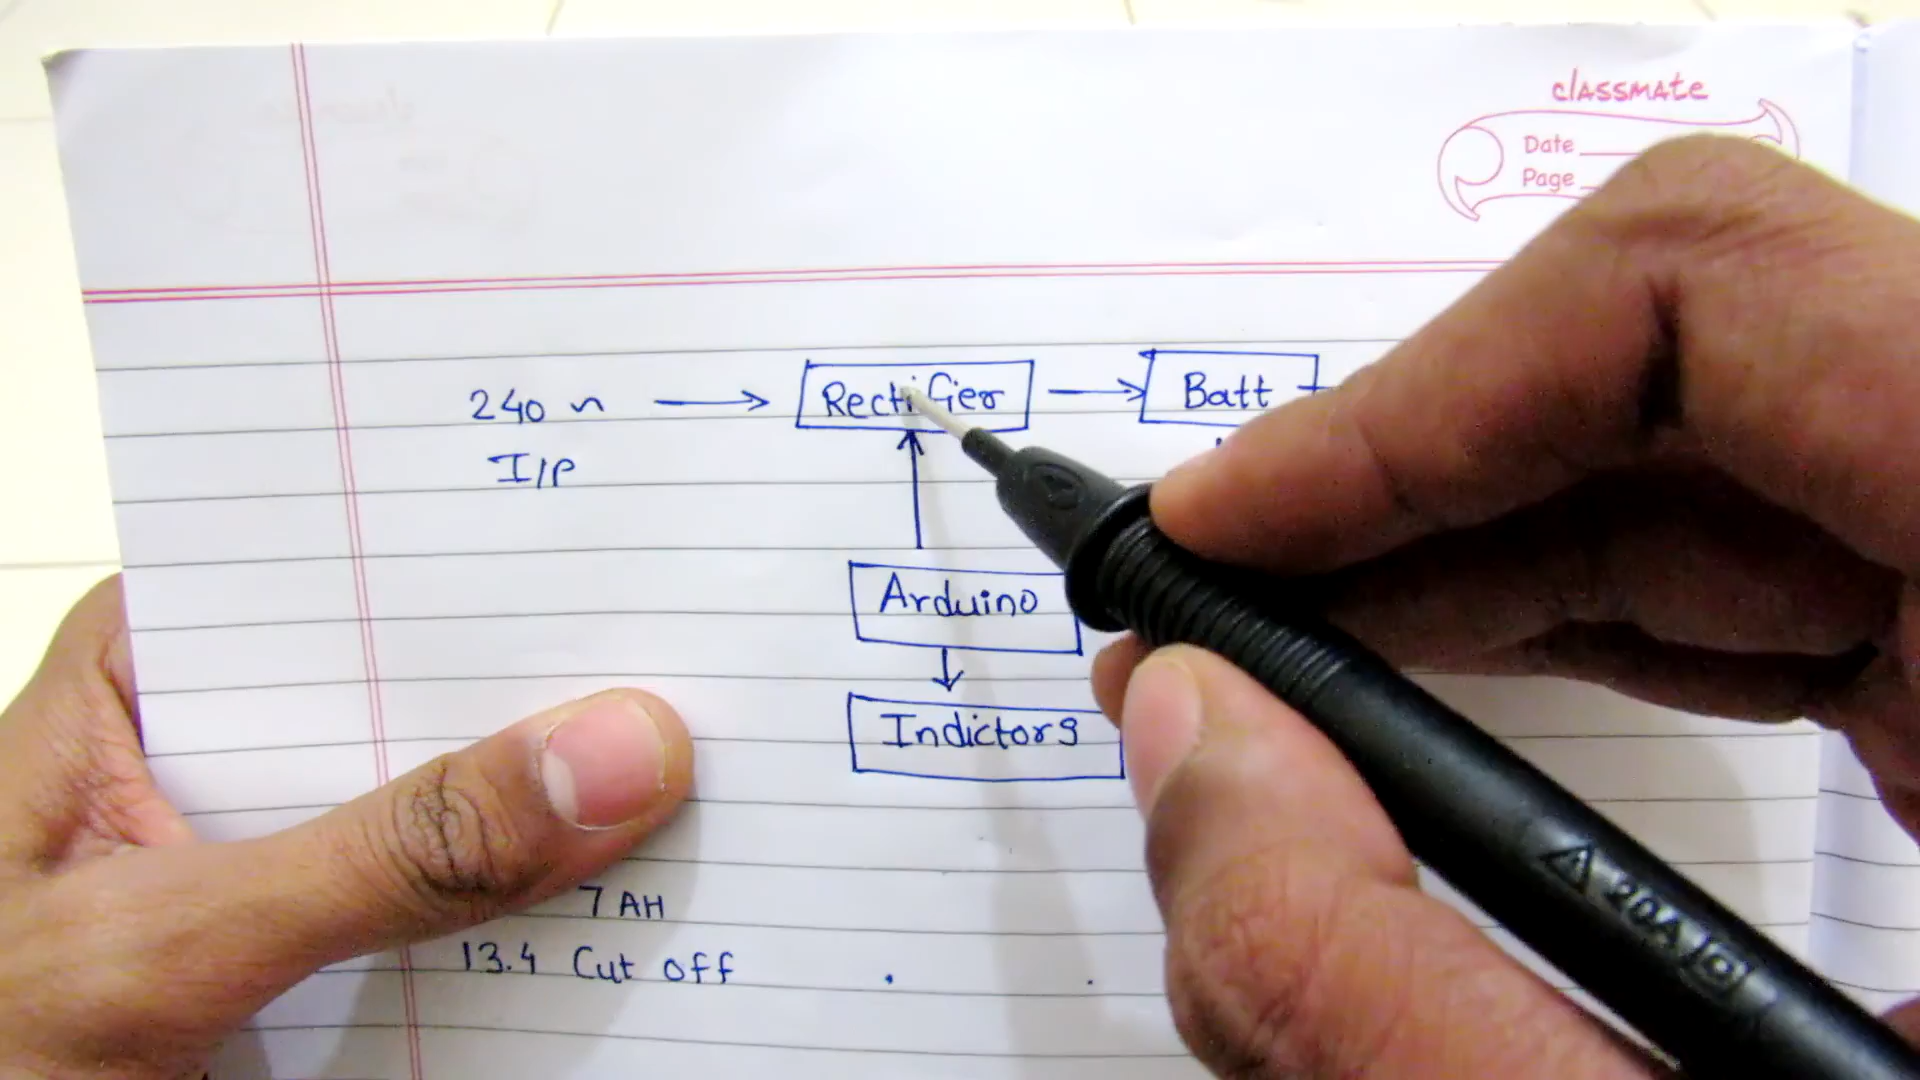 classmate
Date
Page
240 ~ → Rectifier → Batt
I/P
Arduino
Indictors
7 AH
13.4 Cut off
20A